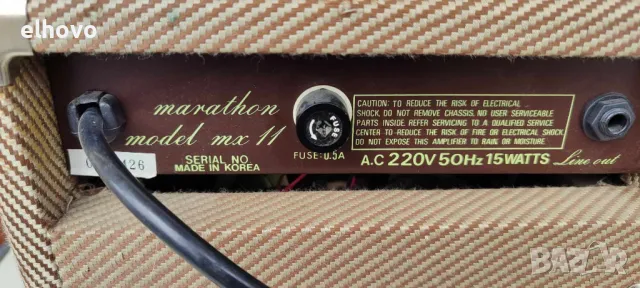 elhovo
marathon
model mx 11
426
SERIAL NO
MADE IN KOREA
FUSE: 0.5A
CAUTION: TO REDUCE THE RISK OF ELECTRICAL
SHOCK, DO NOT REMOVE CHASSIS, NO USER SERVICEABLE
PARTS INSIDE. REFER SERVICING TO A QUALIFIED SERVICE
CENTER TO REDUCE THE RISK OF FIRE OR ELECTRICAL SHOCK,
DO NOT EXPOSE THIS AMPLIFIER TO RAIN OR MOISTURE.
A.C 220V 50Hz 15WATTS
Line out
BAZAR